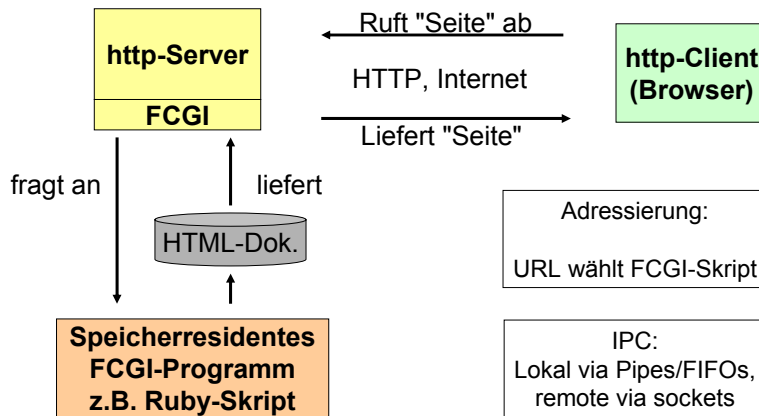 Ruft "Seite" ab
http-Server
HTTP, Internet
http-Client
(Browser)
FCGI
Liefert "Seite"
fragt an
liefert
HTML-Dok.
Adressierung:
URL wählt FCGI-Skript
Speicherresidentes
FCGI-Programm
z.B. Ruby-Skript
IPC:
Lokal via Pipes/FIFOs,
remote via sockets